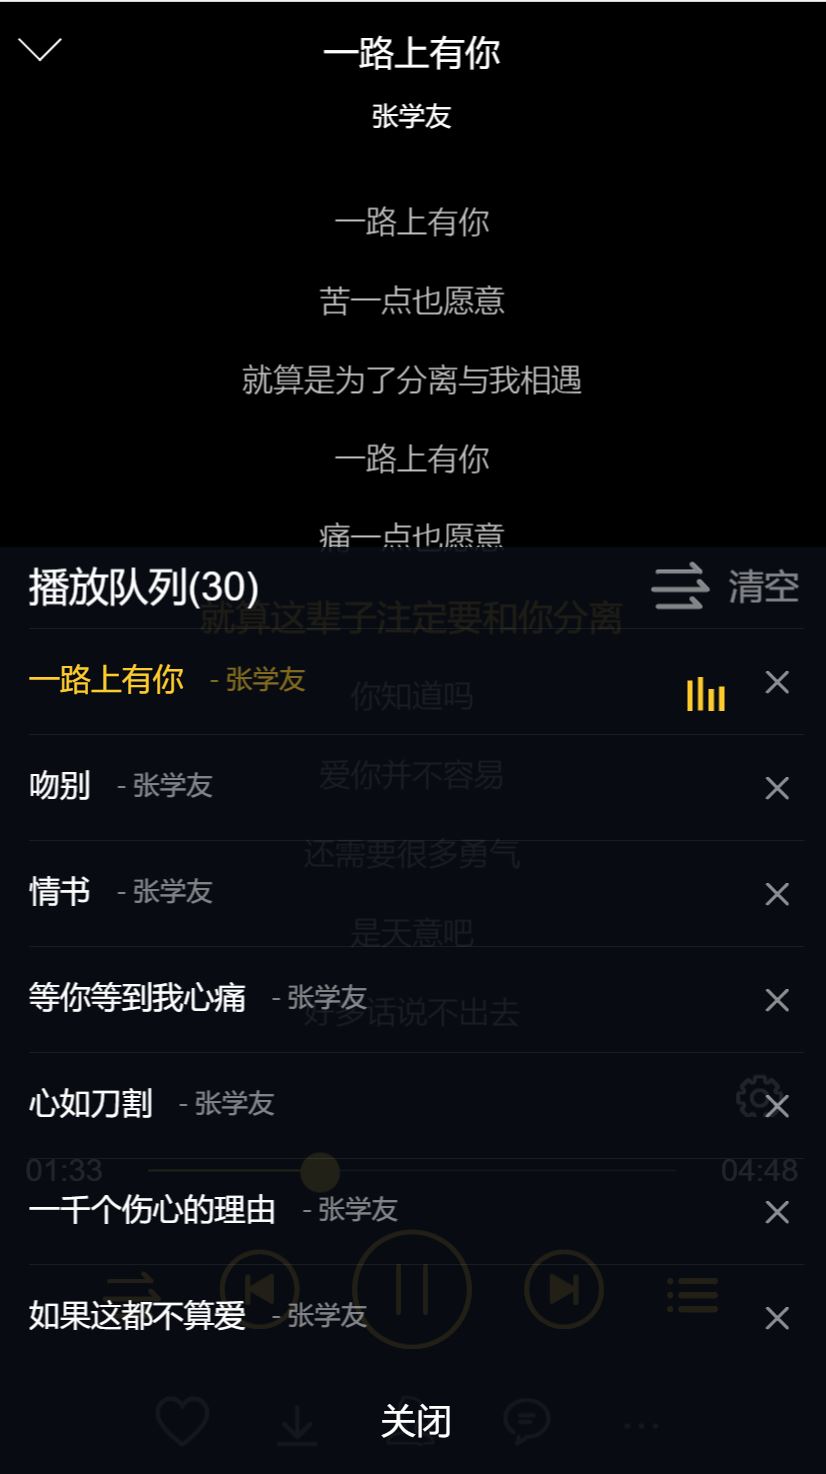 一路上有你
张学友
一路上有你
苦一点也愿意
就算是为了分离与我相遇
一路上有你
痛一点也愿意
播放队列(30) 清空
就算这辈子注定要和你分离
一路上有你 - 张学友
你知道吗
爱你并不容易
吻别 - 张学友
还需要很多勇气
情书 - 张学友
是天意吧
等你等到我心痛 - 张学友
好多话说不出去
心如刀割 - 张学友
01:33 04:48
一千个伤心的理由 - 张学友
如果这都不算爱 - 张学友
关闭